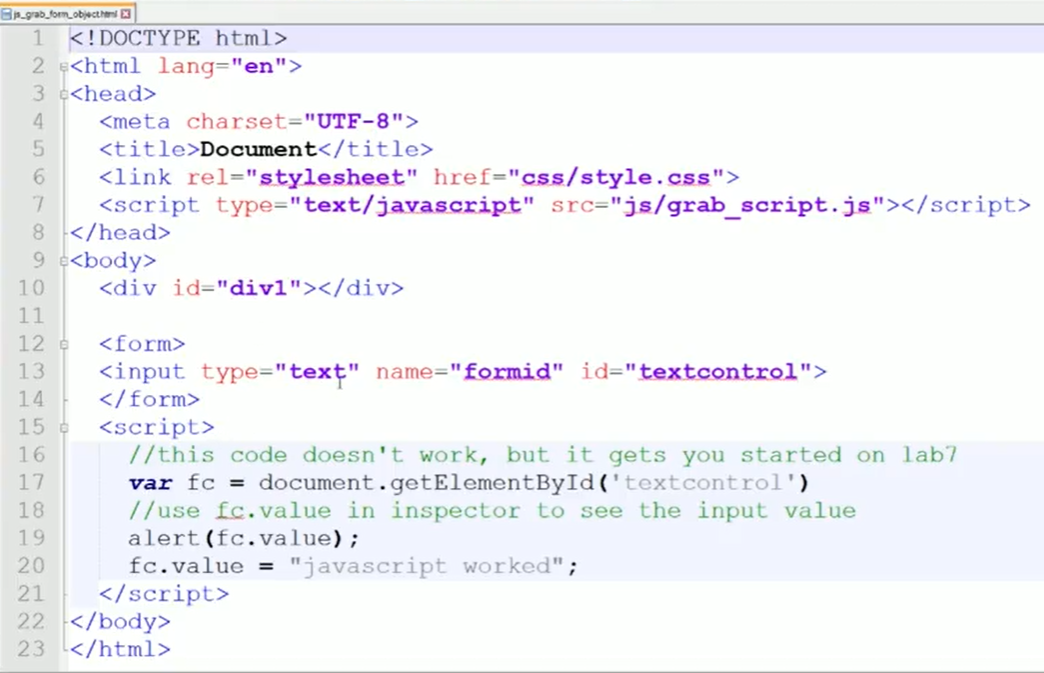 js_grab_form_object.html
1 <!DOCTYPE html>
2 <html lang="en">
3 <head>
4 <meta charset="UTF-8">
5 <title>Document</title>
6 <link rel="stylesheet" href="css/style.css">
7 <script type="text/javascript" src="js/grab_script.js"></script>
8 </head>
9 <body>
10 <div id="div1"></div>
11
12 <form>
13 <input type="text" name="formid" id="textcontrol">
14 </form>
15 <script>
16 //this code doesn't work, but it gets you started on lab7
17 var fc = document.getElementById('textcontrol')
18 //use fc.value in inspector to see the input value
19 alert(fc.value);
20 fc.value = "javascript worked";
21 </script>
22 </body>
23 </html>